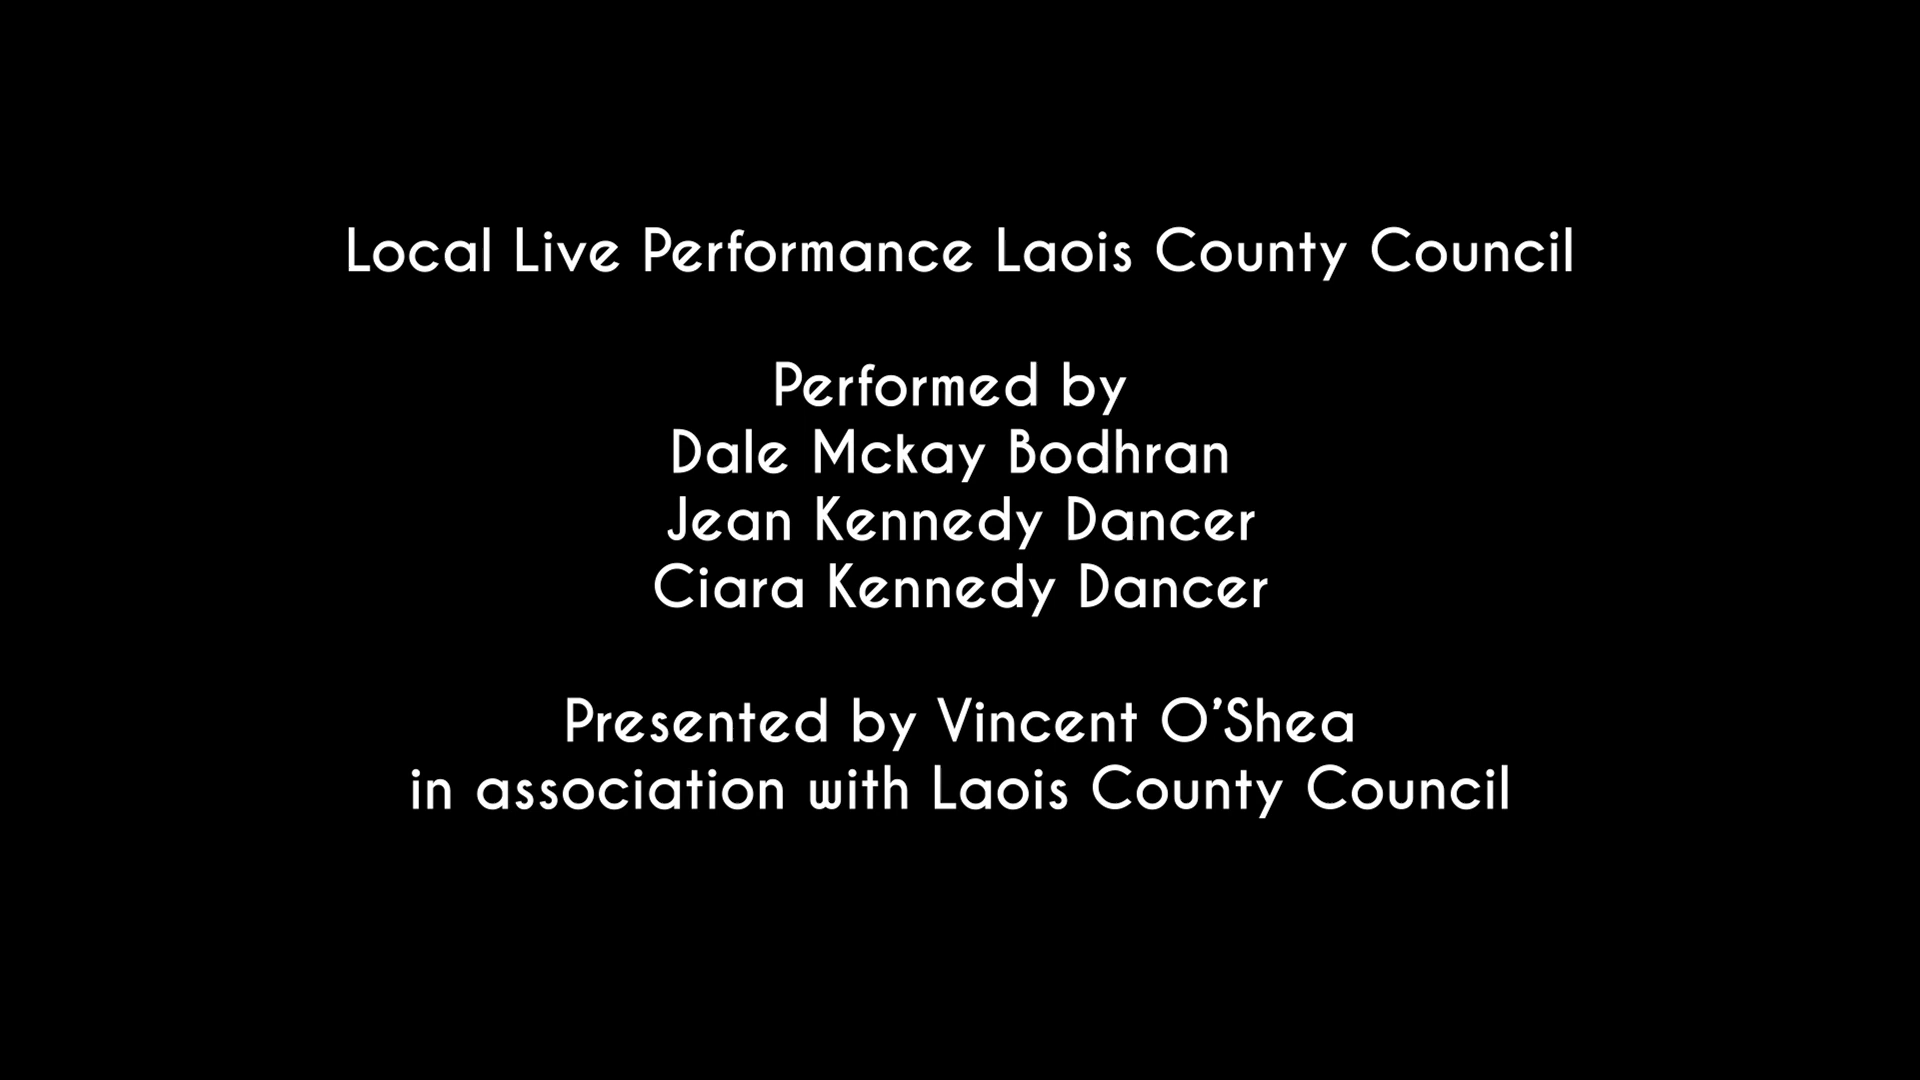 Local Live Performance Laois County Council
Performed by
Dale Mckay Bodhran
Jean Kennedy Dancer
Ciara Kennedy Dancer
Presented by Vincent O'Shea
in association with Laois County Council